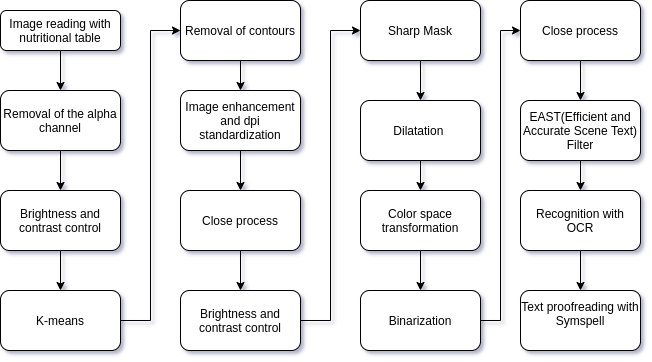 Image reading with
nutritional table
Removal of the alpha
channel
Brightness and
contrast control
K-means
Removal of contours
Image enhancement
and dpi
standardization
Close process
Brightness and
contrast control
Sharp Mask
Dilatation
Color space
transformation
Binarization
Close process
EAST(Efficient and
Accurate Scene Text)
Filter
Recognition with
OCR
Text proofreading with
Symspell